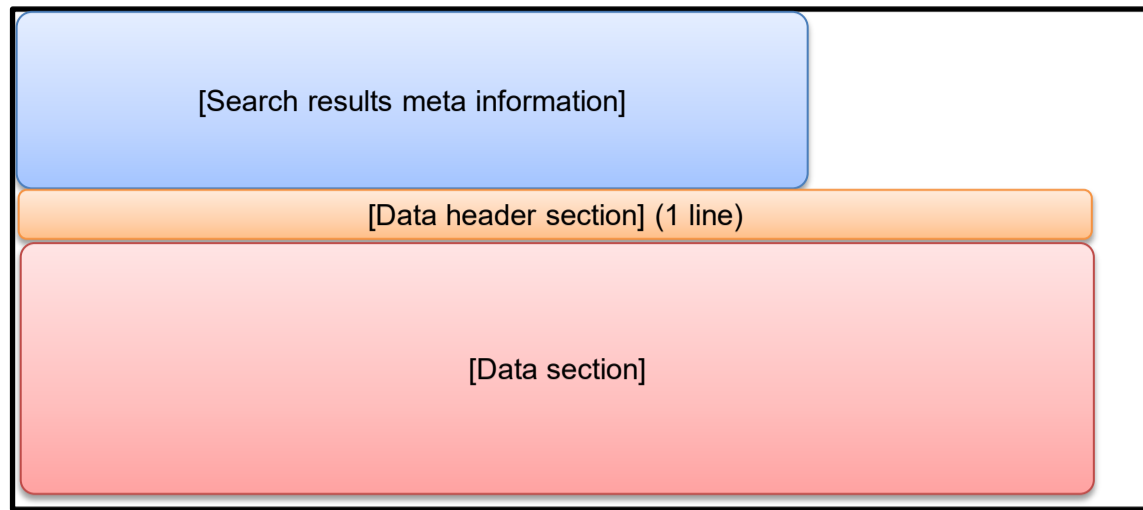 [Search results meta information]
[Data header section] (1 line)
[Data section]